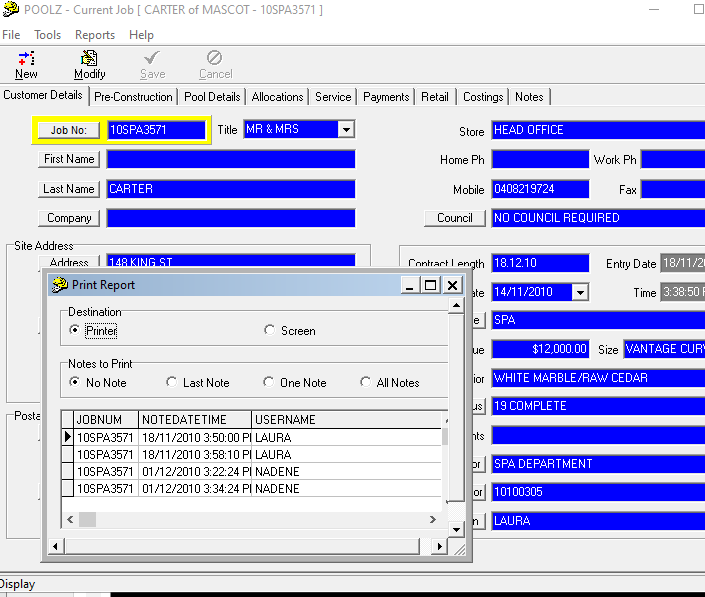 POOLZ - Current Job [ CARTER of MASCOT - 10SPA3571 ]
File Tools Reports Help
New Modify Save Cancel
Customer Details Pre-Construction Pool Details Allocations Service Payments Retail Costings Notes
Job No: 10SPA3571 Title MR & MRS Store HEAD OFFICE
First Name Home Ph Work Ph
Last Name CARTER Mobile 0408219724 Fax
Company Council NO COUNCIL REQUIRED
Site Address
Address 148 KING ST Contract Length 18.12.10 Entry Date 18/11/20
14/11/2010 Time 3:38:50 P
SPA
$12,000.00 Size VANTAGE CURV
WHITE MARBLE/RAW CEDAR
19 COMPLETE
Posta
SPA DEPARTMENT
10100305
LAURA
Print Report
Destination
Printer Screen
Notes to Print
No Note Last Note One Note All Notes
JOBNUM NOTEDATETIME USERNAME
10SPA3571 18/11/2010 3:50:00 PI LAURA
10SPA3571 18/11/2010 3:58:10 PI LAURA
10SPA3571 01/12/2010 3:22:24 PI NADENE
10SPA3571 01/12/2010 3:34:24 PI NADENE
Display